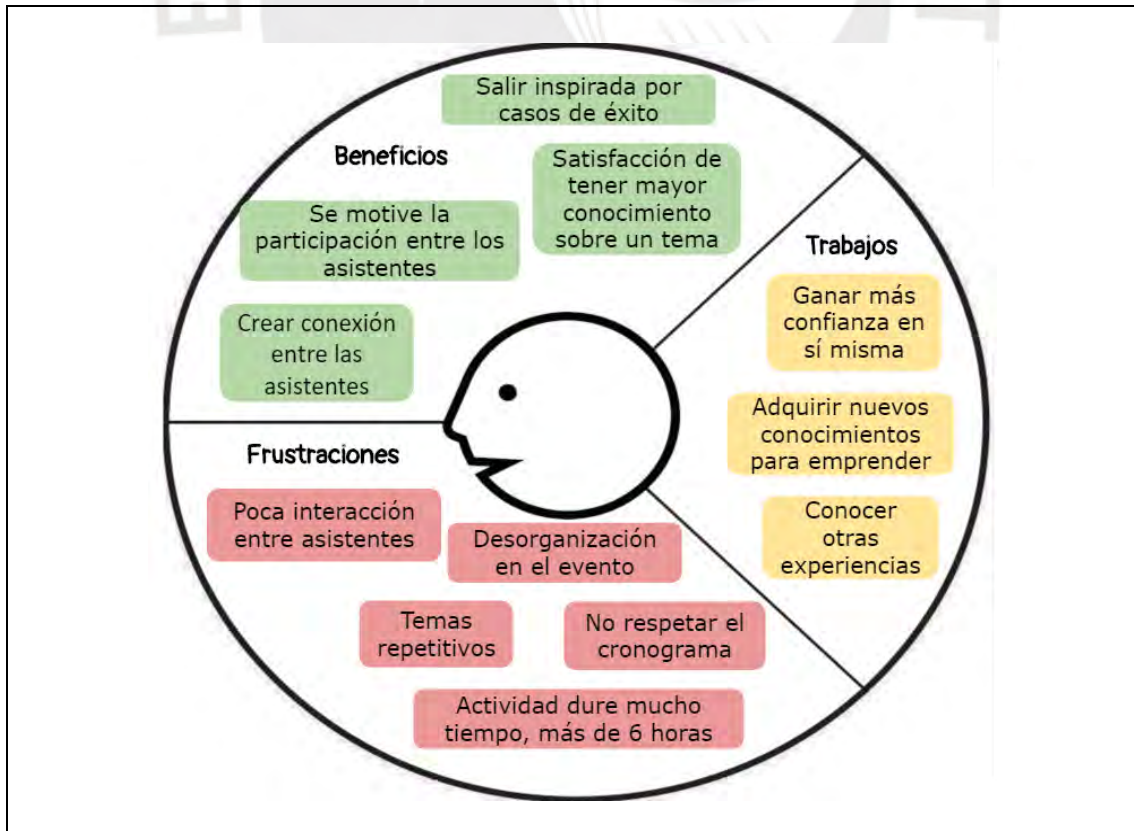 Beneficios
Salir inspirada por
casos de éxito
Satisfacción de
tener mayor
conocimiento
sobre un tema
Se motive la
participación entre los
asistentes
Crear conexión
entre las
asistentes
Trabajos
Ganar más
confianza en
sí misma
Adquirir nuevos
conocimientos
para emprender
Conocer
otras
experiencias
Frustraciones
Poca interacción
entre asistentes
Desorganización
en el evento
Temas
repetitivos
No respetar el
cronograma
Actividad dure mucho
tiempo, más de 6 horas